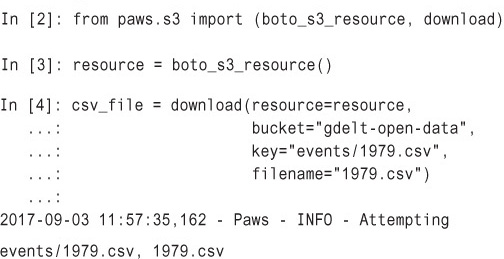 In [2]: from paws.s3 import (boto_s3_resource, download)
In [3]: resource = boto_s3_resource()
In [4]: csv_file = download(resource=resource,
   ...:                     bucket="gdelt-open-data",
   ...:                     key="events/1979.csv",
   ...:                     filename="1979.csv")
   ...:
2017-09-03 11:57:35,162 - Paws - INFO - Attempting
events/1979.csv, 1979.csv